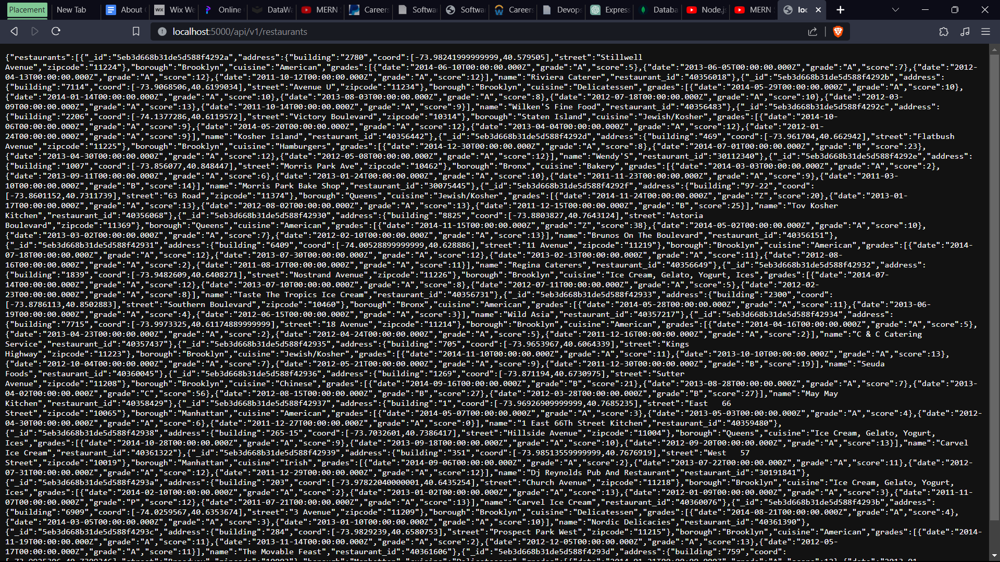 Placement
New Tab
About
Wix We
Online
DataWa
MERN
Careers
Softwar
Softwar
Careers
Devops
Express
Databa
Node.js
MERN
loc
localhost:5000/api/v1/restaurants
{"restaurants":[{"_id":"5eb3d668b31de5d588f4292a","address":{"building":"2780","coord":[-73.98241999999999,40.579505],"street":"Stillwell
Avenue","zipcode":"11224"},"borough":"Brooklyn","cuisine":"American","grades":[{"date":"2014-06-10T00:00:00.000Z","grade":"A","score":5},{"date":"2013-06-05T00:00:00.000Z","grade":"A","score":7},{"date":"2012-
04-13T00:00:00.000Z","grade":"A","score":12},{"date":"2011-10-12T00:00:00.000Z","grade":"A","score":12}],"name":"Riviera Caterer","restaurant_id":"40356018"},{"_id":"5eb3d668b31de5d588f4292b","address":
{"building":"7114","coord":[-73.9068506,40.6199034],"street":"Avenue U","zipcode":"11234"},"borough":"Brooklyn","cuisine":"Delicatessen","grades":[{"date":"2014-05-29T00:00:00.000Z","grade":"A","score":10},
{"date":"2014-01-14T00:00:00.000Z","grade":"A","score":10},{"date":"2013-08-03T00:00:00.000Z","grade":"A","score":8},{"date":"2012-07-18T00:00:00.000Z","grade":"A","score":10},{"date":"2012-03-
09T00:00:00.000Z","grade":"A","score":13},{"date":"2011-10-14T00:00:00.000Z","grade":"A","score":9}],"name":"Wilken'S Fine Food","restaurant_id":"40356483"},{"_id":"5eb3d668b31de5d588f4292c","address":
{"building":"2206","coord":[-74.1377286,40.6119572],"street":"Victory Boulevard","zipcode":"10314"},"borough":"Staten Island","cuisine":"Jewish/Kosher","grades":[{"date":"2014-10-
06T00:00:00.000Z","grade":"A","score":9},{"date":"2014-05-20T00:00:00.000Z","grade":"A","score":12},{"date":"2013-04-04T00:00:00.000Z","grade":"A","score":12},{"date":"2012-01-
24T00:00:00.000Z","grade":"A","score":9}],"name":"Kosher Island","restaurant_id":"40356442"},{"_id":"5eb3d668b31de5d588f4292d","address":{"building":"469","coord":[-73.961704,40.662942],"street":"Flatbush
Avenue","zipcode":"11225"},"borough":"Brooklyn","cuisine":"Hamburgers","grades":[{"date":"2014-12-30T00:00:00.000Z","grade":"A","score":8},{"date":"2014-07-01T00:00:00.000Z","grade":"B","score":23},
{"date":"2013-04-30T00:00:00.000Z","grade":"A","score":12},{"date":"2012-05-08T00:00:00.000Z","grade":"A","score":12}],"name":"Wendy'S","restaurant_id":"30112340"},{"_id":"5eb3d668b31de5d588f4292e","address":
{"building":"1007","coord":[-73.856077,40.848447],"street":"Morris Park Ave","zipcode":"10462"},"borough":"Bronx","cuisine":"Bakery","grades":[{"date":"2014-03-03T00:00:00.000Z","grade":"A","score":2},
{"date":"2013-09-11T00:00:00.000Z","grade":"A","score":6},{"date":"2013-01-24T00:00:00.000Z","grade":"A","score":10},{"date":"2011-11-23T00:00:00.000Z","grade":"A","score":9},{"date":"2011-03-
10T00:00:00.000Z","grade":"B","score":14}],"name":"Morris Park Bake Shop","restaurant_id":"30075445"},{"_id":"5eb3d668b31de5d588f4292f","address":{"building":"97-22","coord":
[-73.8601152,40.7311739],"street":"63 Road","zipcode":"11374"},"borough":"Queens","cuisine":"Jewish/Kosher","grades":[{"date":"2014-11-24T00:00:00.000Z","grade":"Z","score":20},{"date":"2013-01-
17T00:00:00.000Z","grade":"A","score":13},{"date":"2012-08-02T00:00:00.000Z","grade":"A","score":13},{"date":"2011-12-15T00:00:00.000Z","grade":"B","score":25}],"name":"Tov Kosher
Kitchen","restaurant_id":"40356068"},{"_id":"5eb3d668b31de5d588f42930","address":{"building":"8825","coord":[-73.8803827,40.7643124],"street":"Astoria
Boulevard","zipcode":"11369"},"borough":"Queens","cuisine":"American","grades":[{"date":"2014-11-15T00:00:00.000Z","grade":"Z","score":38},{"date":"2014-05-02T00:00:00.000Z","grade":"A","score":10},
{"date":"2013-03-02T00:00:00.000Z","grade":"A","score":7},{"date":"2012-02-10T00:00:00.000Z","grade":"A","score":13}],"name":"Brunos On The Boulevard","restaurant_id":"40356151"},
{"_id":"5eb3d668b31de5d588f42931","address":{"building":"6409","coord":[-74.00528899999999,40.628886],"street":"11 Avenue","zipcode":"11219"},"borough":"Brooklyn","cuisine":"American","grades":[{"date":"2014-
07-18T00:00:00.000Z","grade":"A","score":12},{"date":"2013-07-30T00:00:00.000Z","grade":"A","score":12},{"date":"2013-02-13T00:00:00.000Z","grade":"A","score":11},{"date":"2012-08-
16T00:00:00.000Z","grade":"A","score":2},{"date":"2011-08-17T00:00:00.000Z","grade":"A","score":11}],"name":"Regina Caterers","restaurant_id":"40356649"},{"_id":"5eb3d668b31de5d588f42932","address":
{"building":"1839","coord":[-73.9482609,40.6408271],"street":"Nostrand Avenue","zipcode":"11226"},"borough":"Brooklyn","cuisine":"Ice Cream, Gelato, Yogurt, Ices","grades":[{"date":"2014-07-
14T00:00:00.000Z","grade":"A","score":12},{"date":"2013-07-10T00:00:00.000Z","grade":"A","score":8},{"date":"2012-07-11T00:00:00.000Z","grade":"A","score":5},{"date":"2012-02-
23T00:00:00.000Z","grade":"A","score":8}],"name":"Taste The Tropics Ice Cream","restaurant_id":"40356731"},{"_id":"5eb3d668b31de5d588f42933","address":{"building":"2300","coord":
[-73.8786113,40.8502883],"street":"Southern Boulevard","zipcode":"10460"},"borough":"Bronx","cuisine":"American","grades":[{"date":"2014-05-28T00:00:00.000Z","grade":"A","score":11},{"date":"2013-06-
19T00:00:00.000Z","grade":"A","score":4},{"date":"2012-06-15T00:00:00.000Z","grade":"A","score":3}],"name":"Wild Asia","restaurant_id":"40357217"},{"_id":"5eb3d668b31de5d588f42934","address":
{"building":"7715","coord":[-73.9973325,40.61174889999999],"street":"18 Avenue","zipcode":"11214"},"borough":"Brooklyn","cuisine":"American","grades":[{"date":"2014-04-16T00:00:00.000Z","grade":"A","score":5},
{"date":"2013-04-23T00:00:00.000Z","grade":"A","score":2},{"date":"2012-04-24T00:00:00.000Z","grade":"A","score":5},{"date":"2011-12-16T00:00:00.000Z","grade":"A","score":2}],"name":"C & C Catering
Service","restaurant_id":"40357437"},{"_id":"5eb3d668b31de5d588f42935","address":{"building":"705","coord":[-73.9653967,40.6064339],"street":"Kings
Highway","zipcode":"11223"},"borough":"Brooklyn","cuisine":"Jewish/Kosher","grades":[{"date":"2014-11-10T00:00:00.000Z","grade":"A","score":11},{"date":"2013-10-10T00:00:00.000Z","grade":"A","score":13},
{"date":"2012-10-04T00:00:00.000Z","grade":"A","score":7},{"date":"2012-05-21T00:00:00.000Z","grade":"A","score":9},{"date":"2011-12-30T00:00:00.000Z","grade":"B","score":19}],"name":"Seuda
Foods","restaurant_id":"40360045"},{"_id":"5eb3d668b31de5d588f42936","address":{"building":"1269","coord":[-73.871194,40.6730975],"street":"Sutter
Avenue","zipcode":"11208"},"borough":"Brooklyn","cuisine":"Chinese","grades":[{"date":"2014-09-16T00:00:00.000Z","grade":"B","score":21},{"date":"2013-08-28T00:00:00.000Z","grade":"A","score":7},{"date":"2013-
04-02T00:00:00.000Z","grade":"C","score":56},{"date":"2012-08-15T00:00:00.000Z","grade":"B","score":27},{"date":"2012-03-28T00:00:00.000Z","grade":"B","score":27}],"name":"May May
Kitchen","restaurant_id":"40358429"},{"_id":"5eb3d668b31de5d588f42937","address":{"building":"1","coord":[-73.96926909999999,40.7685235],"street":"East   66
Street","zipcode":"10065"},"borough":"Manhattan","cuisine":"American","grades":[{"date":"2014-05-07T00:00:00.000Z","grade":"A","score":3},{"date":"2013-05-03T00:00:00.000Z","grade":"A","score":4},{"date":"2012-
04-30T00:00:00.000Z","grade":"A","score":6},{"date":"2011-12-27T00:00:00.000Z","grade":"A","score":0}],"name":"1 East 66Th Street Kitchen","restaurant_id":"40359480"},
{"_id":"5eb3d668b31de5d588f42938","address":{"building":"265-15","coord":[-73.7032601,40.7386417],"street":"Hillside Avenue","zipcode":"11004"},"borough":"Queens","cuisine":"Ice Cream, Gelato, Yogurt,
Ices","grades":[{"date":"2014-10-28T00:00:00.000Z","grade":"A","score":9},{"date":"2013-09-18T00:00:00.000Z","grade":"A","score":10},{"date":"2012-09-20T00:00:00.000Z","grade":"A","score":13}],"name":"Carvel
Ice Cream","restaurant_id":"40361322"},{"_id":"5eb3d668b31de5d588f42939","address":{"building":"351","coord":[-73.98513559999999,40.7676919],"street":"West   57
Street","zipcode":"10019"},"borough":"Manhattan","cuisine":"Irish","grades":[{"date":"2014-09-06T00:00:00.000Z","grade":"A","score":2},{"date":"2013-07-22T00:00:00.000Z","grade":"A","score":11},{"date":"2012-
07-31T00:00:00.000Z","grade":"A","score":12},{"date":"2011-12-29T00:00:00.000Z","grade":"A","score":12}],"name":"Dj Reynolds Pub And Restaurant","restaurant_id":"30191841"},
{"_id":"5eb3d668b31de5d588f4293a","address":{"building":"203","coord":[-73.97822040000001,40.6435254],"street":"Church Avenue","zipcode":"11218"},"borough":"Brooklyn","cuisine":"Ice Cream, Gelato, Yogurt,
Ices","grades":[{"date":"2014-02-10T00:00:00.000Z","grade":"A","score":2},{"date":"2013-01-02T00:00:00.000Z","grade":"A","score":13},{"date":"2012-01-09T00:00:00.000Z","grade":"A","score":3},{"date":"2011-11-
07T00:00:00.000Z","grade":"P","score":12},{"date":"2011-07-21T00:00:00.000Z","grade":"A","score":13}],"name":"Carvel Ice Cream","restaurant_id":"40360076"},{"_id":"5eb3d668b31de5d588f4293b","address":
{"building":"6909","coord":[-74.0259567,40.6353674],"street":"3 Avenue","zipcode":"11209"},"borough":"Brooklyn","cuisine":"Delicatessen","grades":[{"date":"2014-08-21T00:00:00.000Z","grade":"A","score":4},
{"date":"2014-03-05T00:00:00.000Z","grade":"A","score":3},{"date":"2013-01-10T00:00:00.000Z","grade":"A","score":10}],"name":"Nordic Delicacies","restaurant_id":"40361390"},
{"_id":"5eb3d668b31de5d588f4293c","address":{"building":"284","coord":[-73.9829239,40.6580753],"street":"Prospect Park West","zipcode":"11215"},"borough":"Brooklyn","cuisine":"American","grades":[{"date":"2014-
11-19T00:00:00.000Z","grade":"A","score":11},{"date":"2013-11-14T00:00:00.000Z","grade":"A","score":2},{"date":"2012-12-05T00:00:00.000Z","grade":"A","score":13},{"date":"2012-05-
17T00:00:00.000Z","grade":"A","score":11}],"name":"The Movable Feast","restaurant_id":"40361606"},{"_id":"5eb3d668b31de5d588f4293d","address":{"building":"759","coord":